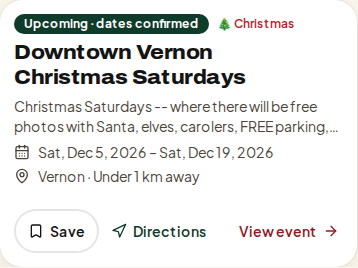 Upcoming · dates confirmed 🎄 Christmas
Downtown Vernon
Christmas Saturdays
Christmas Saturdays -- where there will be free
photos with Santa, elves, carolers, FREE parking,...
Sat, Dec 5, 2026 – Sat, Dec 19, 2026
Vernon · Under 1 km away
Save Directions View event →